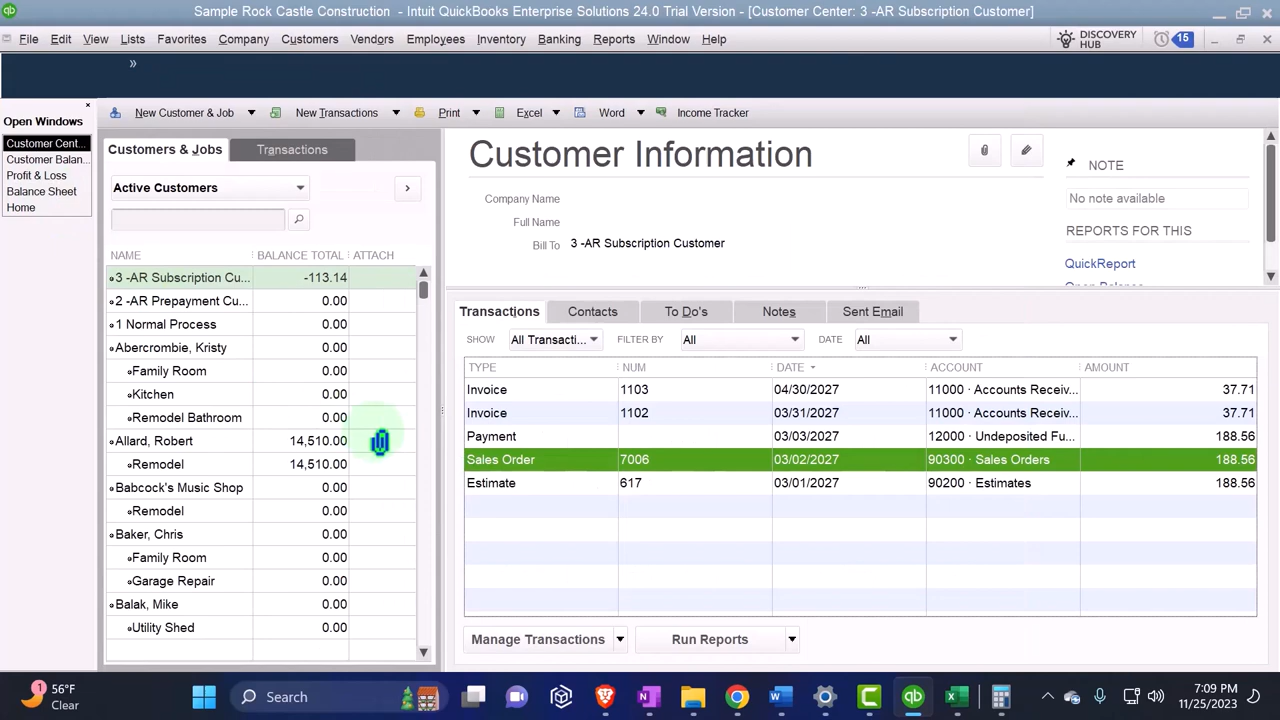 Sample Rock Castle Construction - Intuit QuickBooks Enterprise Solutions 24.0 Trial Version - [Customer Center: 3 -AR Subscription Customer]
File Edit View Lists Favorites Company Customers Vendors Employees Inventory Banking Reports Window Help DISCOVERY HUB 15
»
New Customer & Job New Transactions Print Excel Word Income Tracker
Open Windows
Customer Cent...
Customer Balan...
Profit & Loss
Balance Sheet
Home
Customers & Jobs Transactions
Active Customers
NAME BALANCE TOTAL ATTACH
3 -AR Subscription Cu... -113.14
2 -AR Prepayment Cu... 0.00
1 Normal Process 0.00
Abercrombie, Kristy 0.00
Family Room 0.00
Kitchen 0.00
Remodel Bathroom 0.00
Allard, Robert 14,510.00
Remodel 14,510.00
Babcock's Music Shop 0.00
Remodel 0.00
Baker, Chris 0.00
Family Room 0.00
Garage Repair 0.00
Balak, Mike 0.00
Utility Shed 0.00
Customer Information
Company Name
Full Name
Bill To 3 -AR Subscription Customer
NOTE
No note available
REPORTS FOR THIS
QuickReport
Open Balance
Transactions Contacts To Do's Notes Sent Email
SHOW All Transacti... FILTER BY All DATE All
TYPE NUM DATE ACCOUNT AMOUNT
Invoice 1103 04/30/2027 11000 · Accounts Receiv... 37.71
Invoice 1102 03/31/2027 11000 · Accounts Receiv... 37.71
Payment 03/03/2027 12000 · Undeposited Fu... 188.56
Sales Order 7006 03/02/2027 90300 · Sales Orders 188.56
Estimate 617 03/01/2027 90200 · Estimates 188.56
Manage Transactions Run Reports
1 56°F
Clear
Search
7:09 PM
11/25/2023